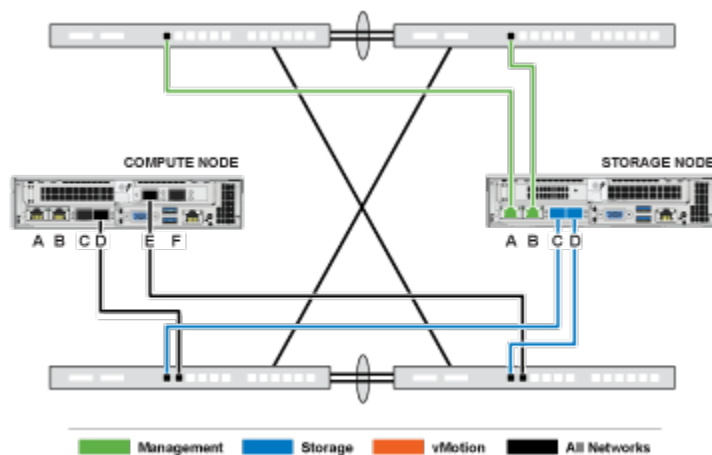 COMPUTE NODE
STORAGE NODE
A B C D E F
A B C D
Management Storage vMotion All Networks